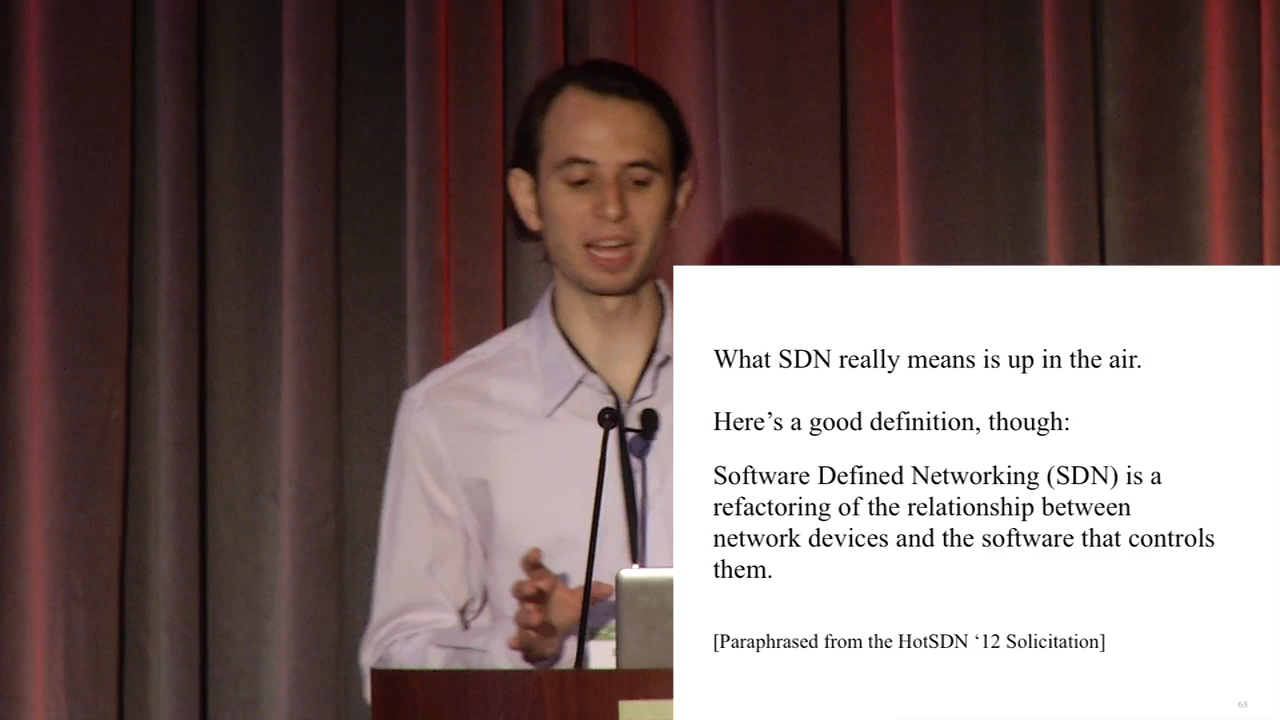 What SDN really means is up in the air.
Here’s a good definition, though:
Software Defined Networking (SDN) is a
refactoring of the relationship between
network devices and the software that controls
them.
[Paraphrased from the HotSDN ‘12 Solicitation]
68